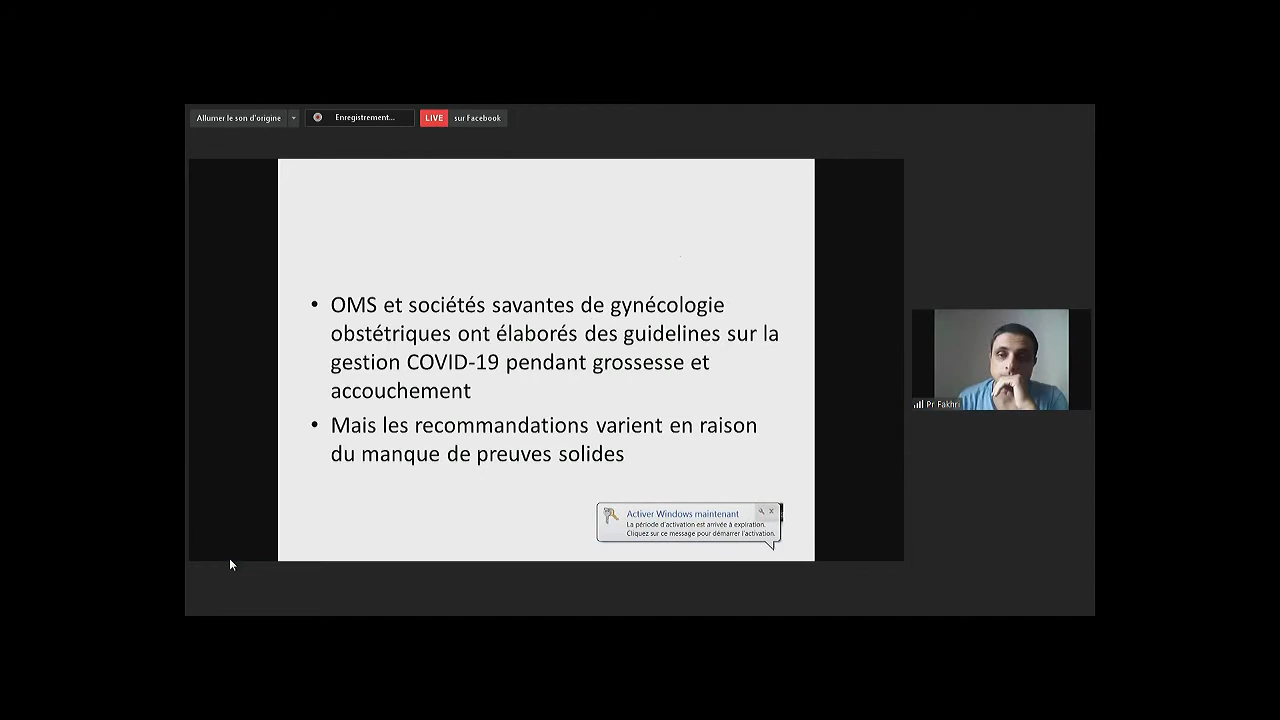 Allumer le son d'origine
Enregistrement...
LIVE sur Facebook
• OMS et sociétés savantes de gynécologie
obstétriques ont élaborés des guidelines sur la
gestion COVID-19 pendant grossesse et
accouchement
• Mais les recommandations varient en raison
du manque de preuves solides
Activer Windows maintenant
La période d'activation est arrivée à expiration.
Cliquez sur ce message pour démarrer l'activation.
Pr Fakhri